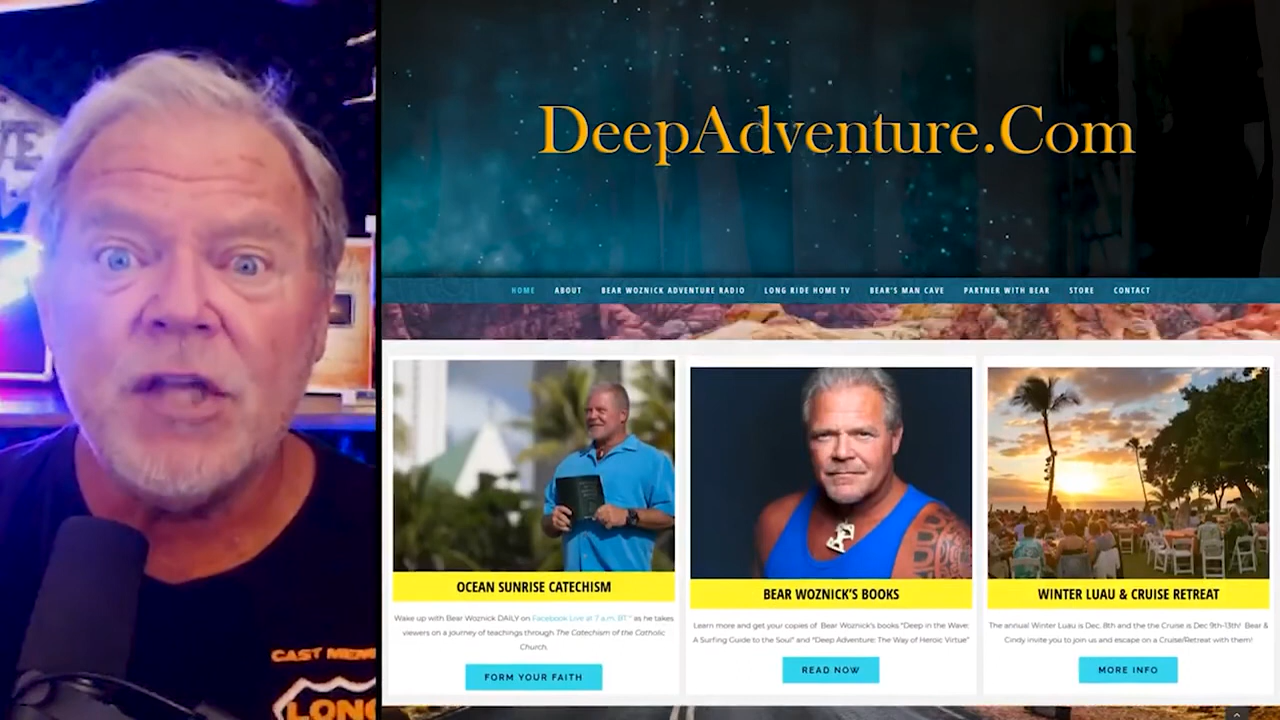 DeepAdventure.Com
HOME ABOUT BEAR WOZNICK ADVENTURE RADIO LONG RIDE HOME TV BEAR'S MAN CAVE PARTNER WITH BEAR STORE CONTACT
OCEAN SUNRISE CATECHISM
Wake up with Bear Woznick DAILY on Facebook Live at 7 a.m. BT™ as he takes
viewers on a journey of teachings through The Catechism of the Catholic
Church.
FORM YOUR FAITH
BEAR WOZNICK'S BOOKS
Learn more and get your copies of Bear Woznick's books "Deep in the Wave:
A Surfing Guide to the Soul" and "Deep Adventure: The Way of Heroic Virtue"
READ NOW
WINTER LUAU & CRUISE RETREAT
The annual Winter Luau is Dec. 8th and the the Cruise is Dec 9th-13th! Bear &
Cindy invite you to join us and escape on a Cruise/Retreat with them!
MORE INFO
CAST MEM
LONG